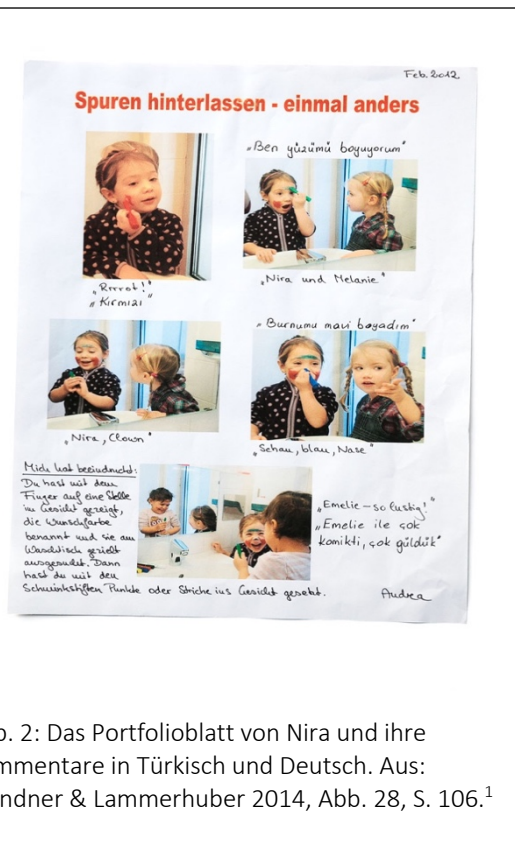 Feb. 2012
Spuren hinterlassen - einmal anders
"Ben yüzümü boyuyorum"
"Rrrrot!"
"Kırmızı"
"Nira und Melanie"
"Burnumu mavi boyadım"
"Nira, Clown"
"Schau, blau, Nase"
Mich hat beeindruckt:
Du hast mit dem
Finger auf eine Stelle
im Gesicht gezeigt,
die Wunschfarbe
benannt und sie am
Waschtisch gezielt
ausgesucht. Dann
hast du mit den
Schminkstiften Punkte oder Striche ins Gesicht gesetzt.
"Emelie – so lustig!"
"Emelie ile çok
komikti, çok güldük"
Andrea
b. 2: Das Portfolioblatt von Nira und ihre
mmentare in Türkisch und Deutsch. Aus:
ndner & Lammerhuber 2014, Abb. 28, S. 106.¹